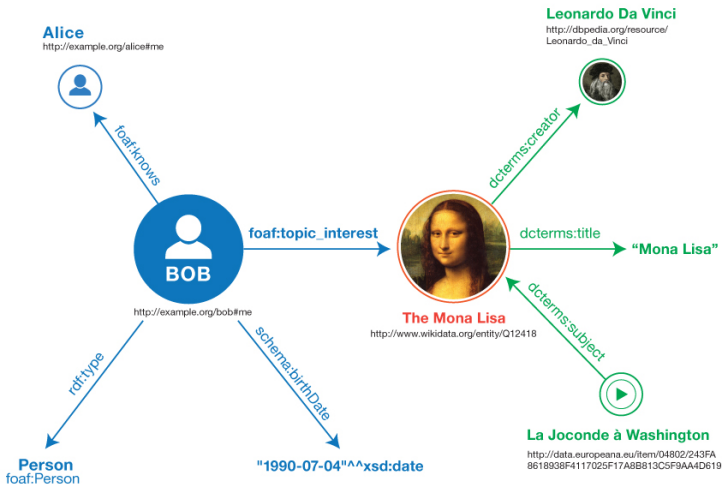 Alice
http://example.org/alice#me
Leonardo Da Vinci
http://dbpedia.org/resource/
Leonardo_da_Vinci
foaf:knows
dcterms:creator
BOB
http://example.org/bob#me
foaf:topic_interest
dcterms:title
“Mona Lisa”
The Mona Lisa
http://www.wikidata.org/entity/Q12418
dcterms:subject
rdf:type
schema:birthDate
La Joconde à Washington
http://data.europeana.eu/item/04802/243FA
8618938F4117025F17A8B813C5F9AA4D619
Person
foaf:Person
"1990-07-04"^^xsd:date